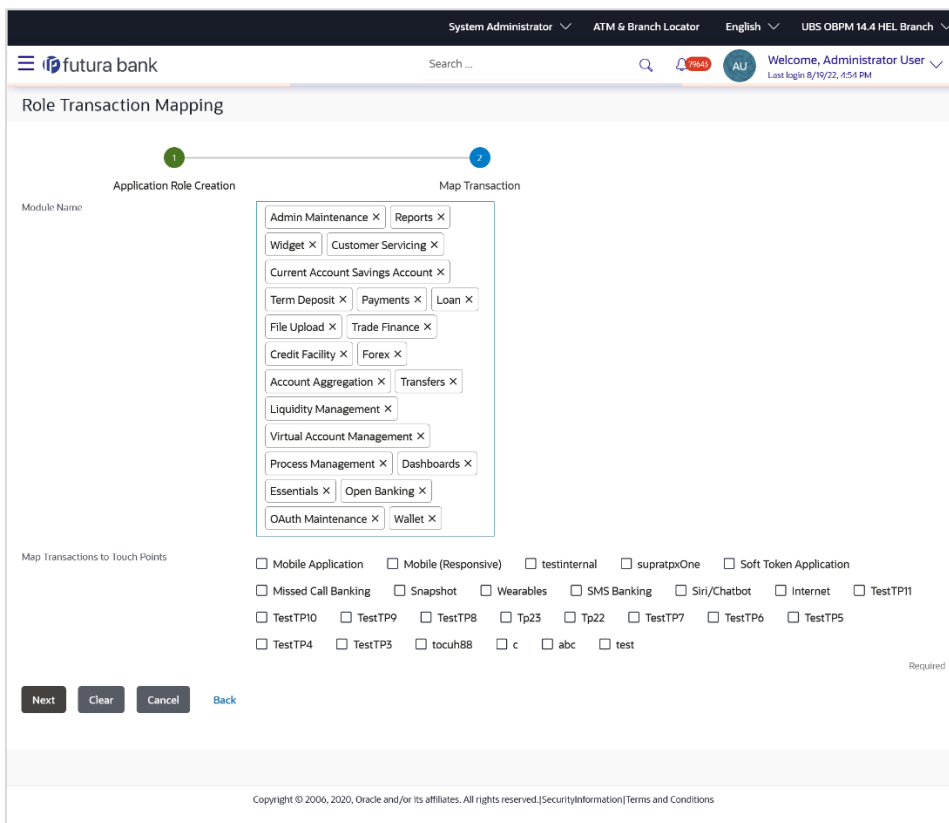 System Administrator ATM & Branch Locator English UBS OBPM 14.4 HEL Branch
futura bank Search ... 79645 AU Welcome, Administrator User
Last login 8/19/22, 4:54 PM
Role Transaction Mapping
1 2
Application Role Creation Map Transaction
Module Name
Admin Maintenance × Reports ×
Widget × Customer Servicing ×
Current Account Savings Account ×
Term Deposit × Payments × Loan ×
File Upload × Trade Finance ×
Credit Facility × Forex ×
Account Aggregation × Transfers ×
Liquidity Management ×
Virtual Account Management ×
Process Management × Dashboards ×
Essentials × Open Banking ×
OAuth Maintenance × Wallet ×
Map Transactions to Touch Points
Mobile Application Mobile (Responsive) testinternal supratpxOne Soft Token Application
Missed Call Banking Snapshot Wearables SMS Banking Siri/Chatbot Internet TestTP11
TestTP10 TestTP9 TestTP8 Tp23 Tp22 TestTP7 TestTP6 TestTP5
TestTP4 TestTP3 tocuh88 c abc test
Required
Next Clear Cancel Back
Copyright © 2006, 2020, Oracle and/or its affiliates. All rights reserved.|SecurityInformation|Terms and Conditions